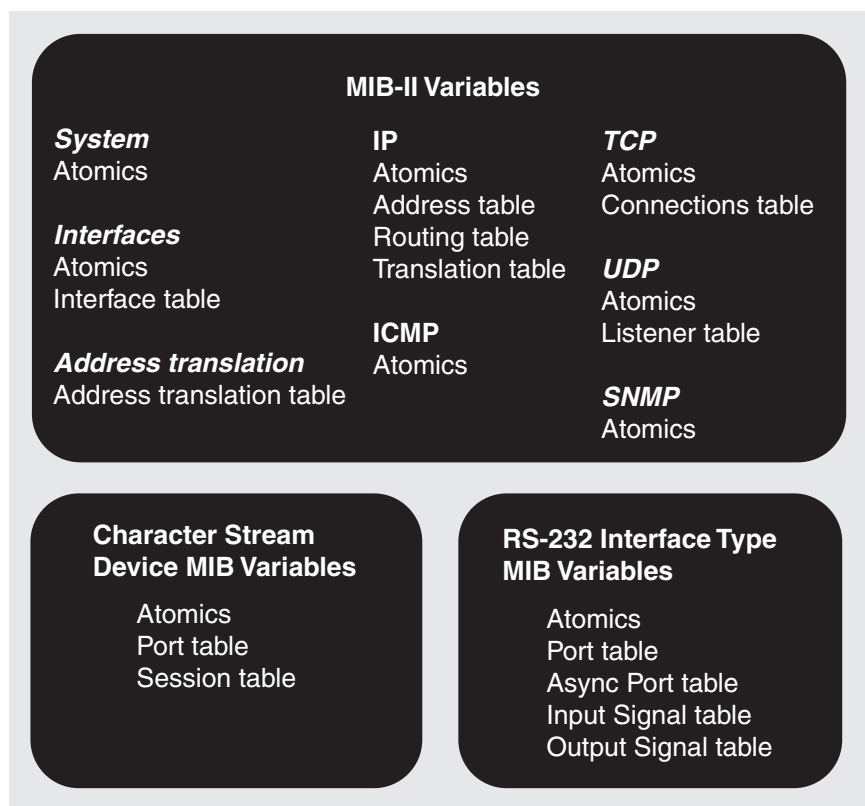 MIB-II Variables
System
Atomics
Interfaces
Atomics
Interface table
Address translation
Address translation table
IP
Atomics
Address table
Routing table
Translation table
ICMP
Atomics
TCP
Atomics
Connections table
UDP
Atomics
Listener table
SNMP
Atomics
Character Stream
Device MIB Variables
Atomics
Port table
Session table
RS-232 Interface Type
MIB Variables
Atomics
Port table
Async Port table
Input Signal table
Output Signal table